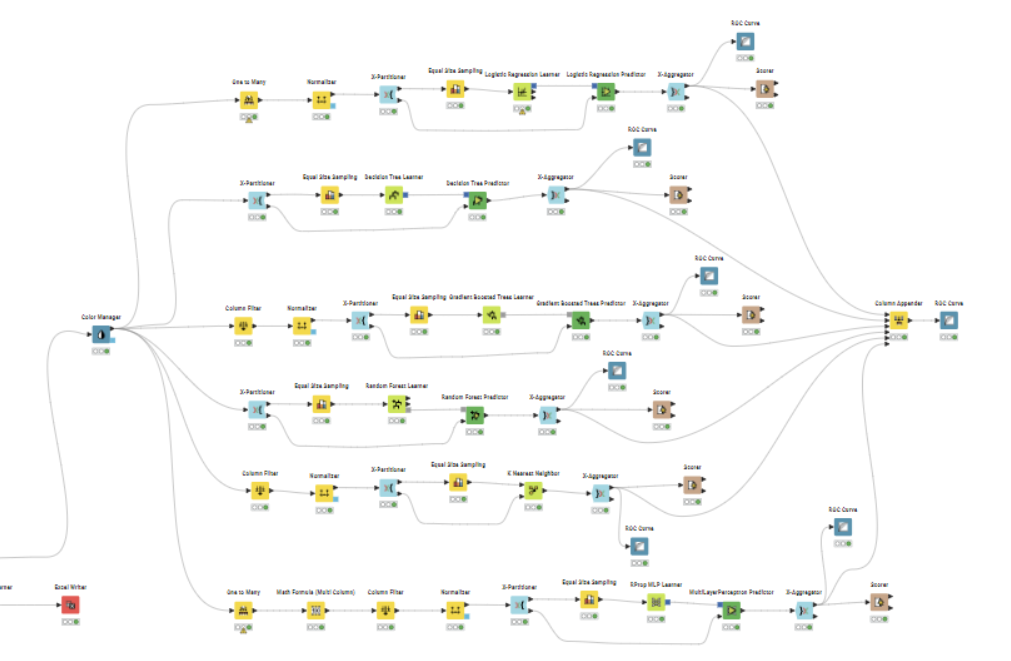 ROC Curve
Equal Size Sampling
Logistic Regression Learner
Logistic Regression Predictor
X-Aggregator
Scorer
One to Many
Normalizer
X-Partitioner
ROC Curve
X-Partitioner
Equal Size Sampling
Decision Tree Learner
Decision Tree Predictor
X-Aggregator
Scorer
ROC Curve
Column Filter
Normalizer
X-Partitioner
Equal Size Sampling
Gradient Boosted Trees Learner
Gradient Boosted Trees Predictor
X-Aggregator
Scorer
Column Appender
ROC Curve
Color Manager
ROC Curve
X-Partitioner
Equal Size Sampling
Random Forest Learner
Random Forest Predictor
X-Aggregator
Scorer
Column Filter
Normalizer
X-Partitioner
Equal Size Sampling
K Nearest Neighbor
X-Aggregator
Scorer
ROC Curve
ROC Curve
Excel Writer
One to Many
Math Formula (Multi Column)
Column Filter
Normalizer
X-Partitioner
Equal Size Sampling
RProp MLP Learner
MultiLayerPerceptron Predictor
X-Aggregator
Scorer